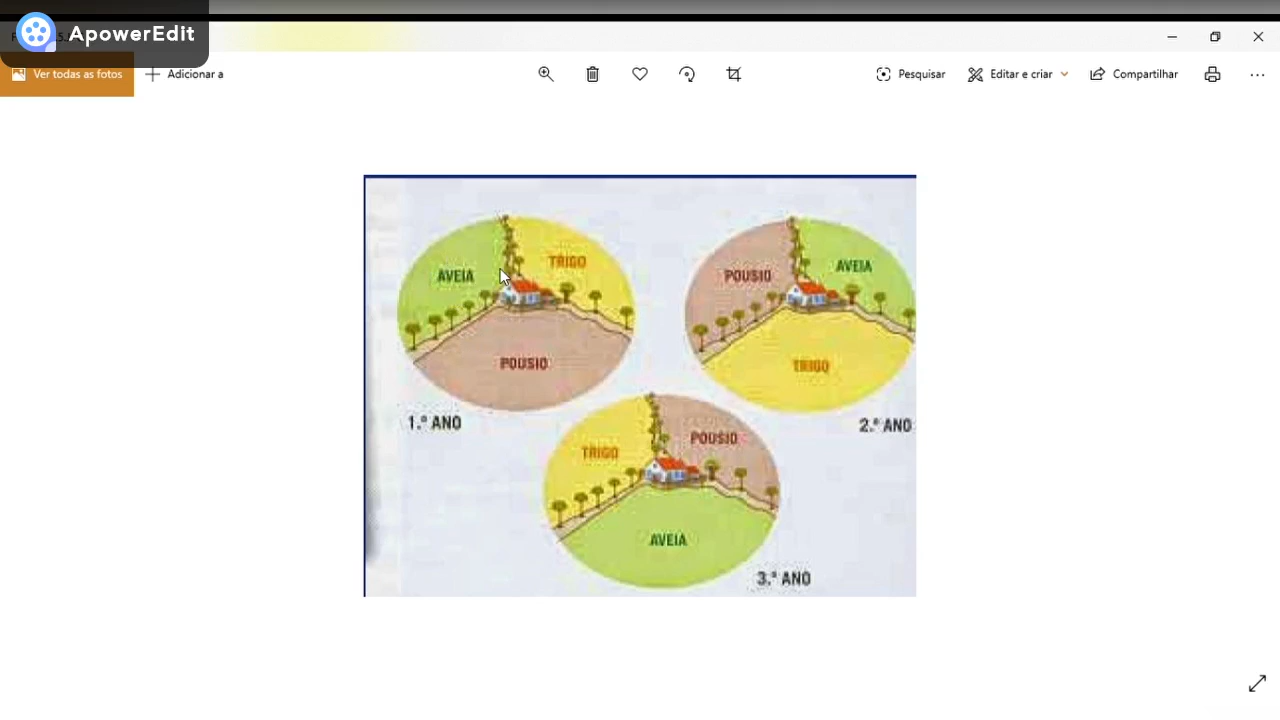 ApowerEdit
Ver todas as fotos
Adicionar a
Pesquisar
Editar e criar
Compartilhar
AVEIA
TRIGO
POUSIO
1.º ANO
POUSIO
AVEIA
TRIGO
2.º ANO
TRIGO
POUSIO
AVEIA
3.º ANO